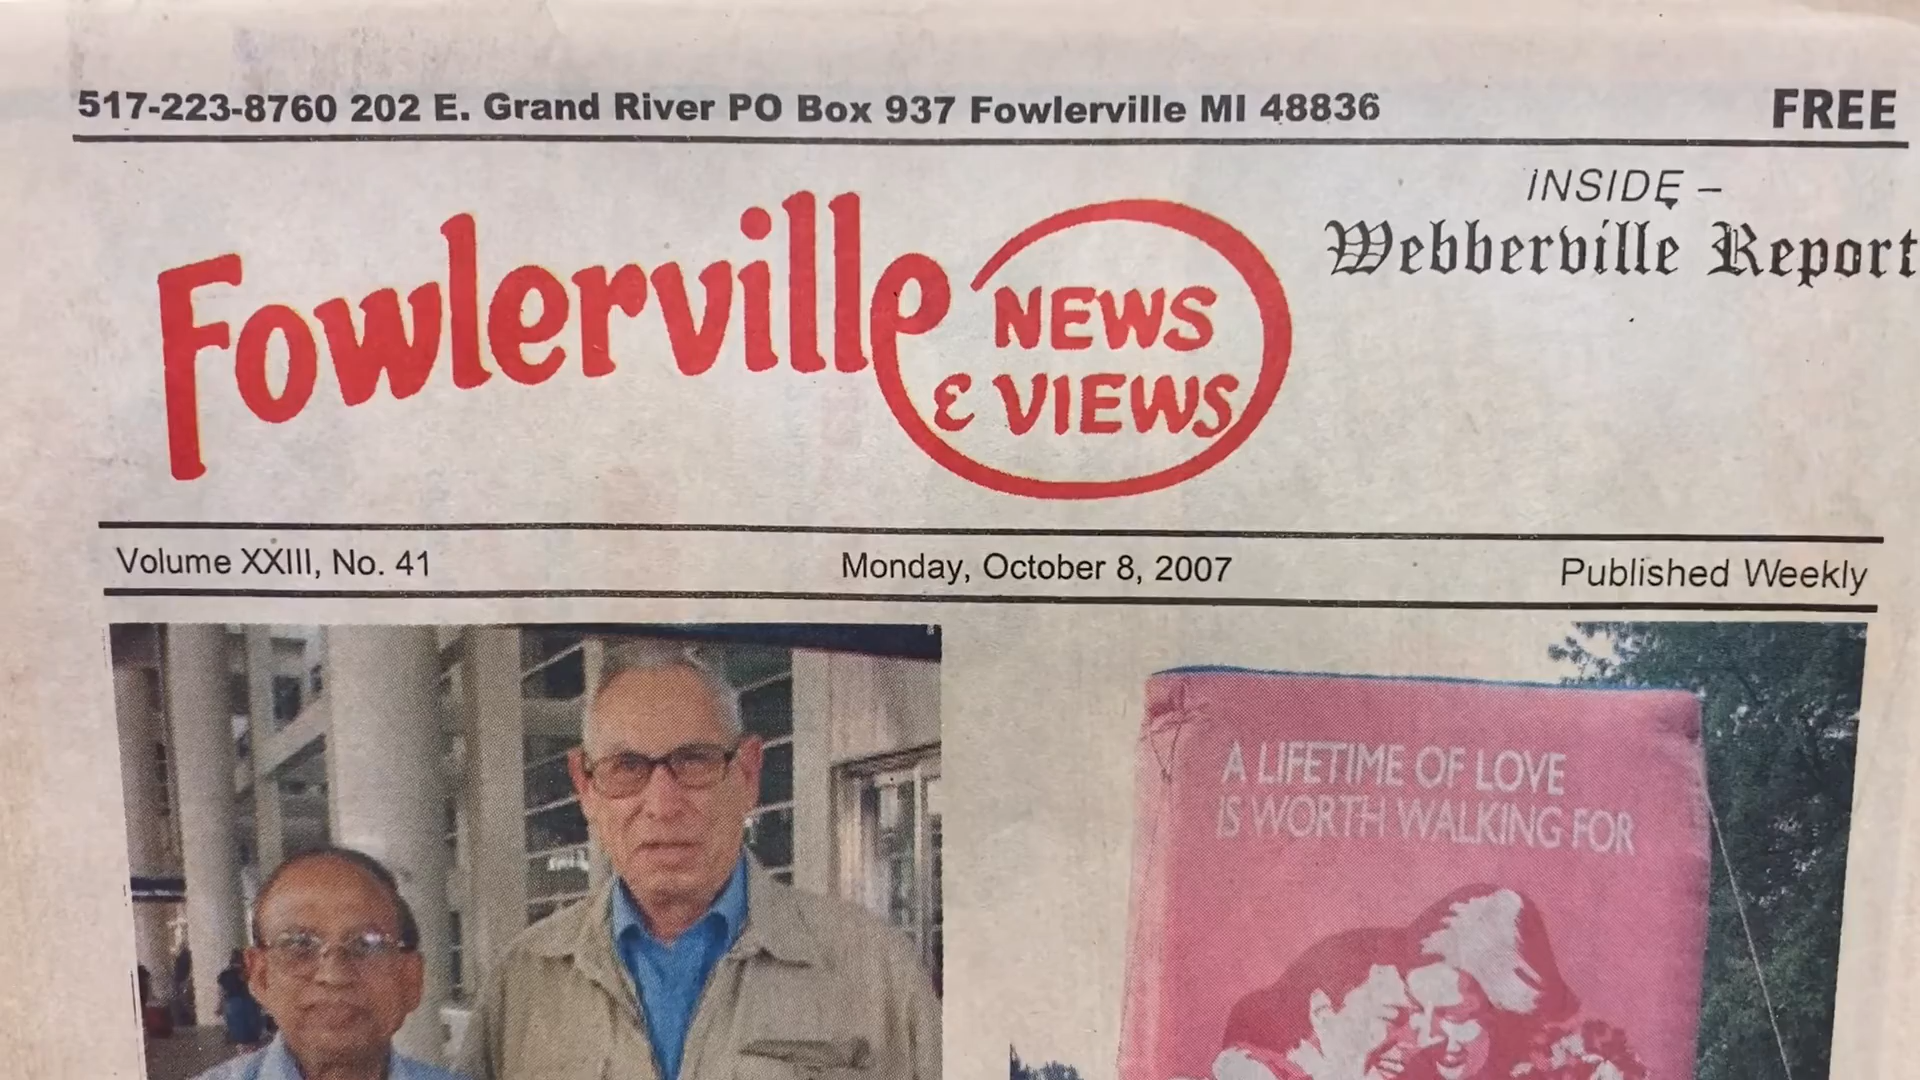 517-223-8760 202 E. Grand River PO Box 937 Fowlerville MI 48836
FREE
Fowlerville NEWS
& VIEWS
INSIDE –
Webberville Report
Volume XXIII, No. 41
Monday, October 8, 2007
Published Weekly
A LIFETIME OF LOVE
IS WORTH WALKING FOR